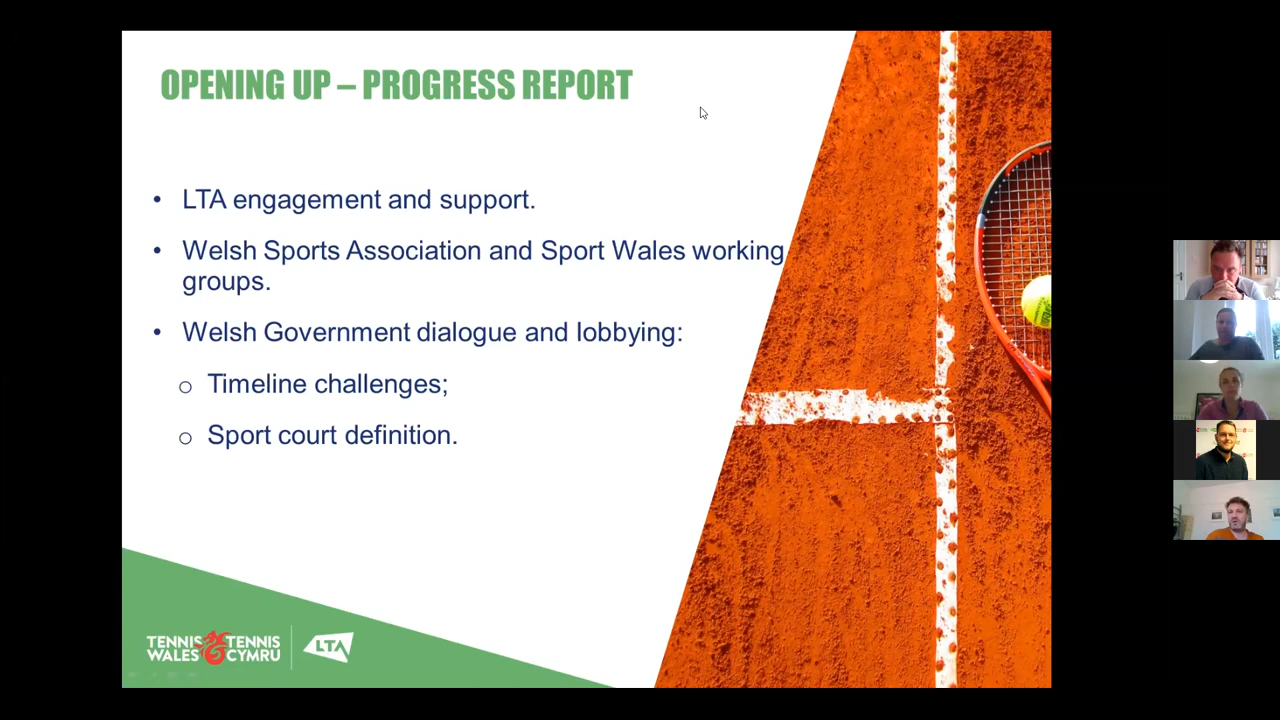 OPENING UP – PROGRESS REPORT
• LTA engagement and support.
• Welsh Sports Association and Sport Wales working
groups.
• Welsh Government dialogue and lobbying:
o Timeline challenges;
o Sport court definition.
TENNIS TENNIS
WALES CYMRU
LTA